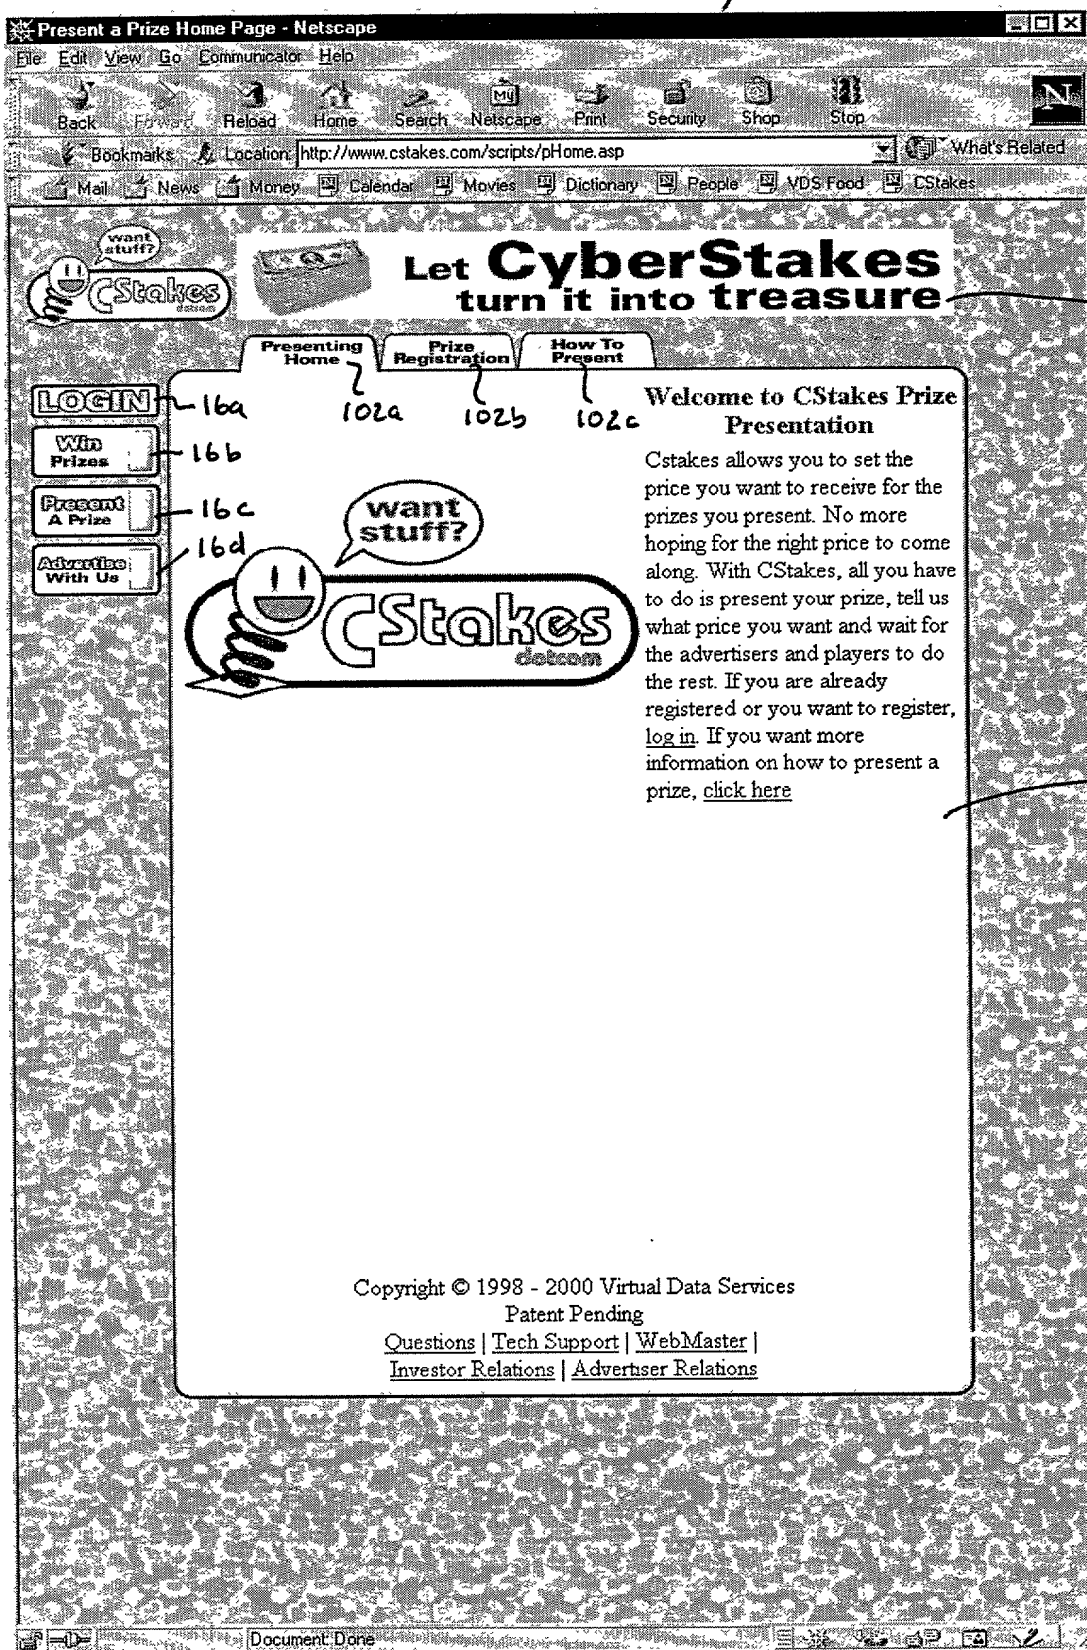 Present a Prize Home Page - Netscape
File Edit View Go Communicator Help
Back Forward Reload Home Search Netscape Print Security Shop Stop
My
N
Bookmarks Location: http://www.cstakes.com/scripts/pHome.asp What's Related
Mail News Money Calendar Movies Dictionary People VDS Food CStakes
want
stuff?
CStakes
dotcom
Let CyberStakes
turn it into treasure
Presenting
Home
Prize
Registration
How To
Present
102a 102b 102c
LOGIN 16a
Win
Prizes 16b
Present
A Prize 16c
Advertise
With Us 16d
want
stuff?
CStakes
dotcom
Welcome to CStakes Prize
Presentation
Cstakes allows you to set the
price you want to receive for the
prizes you present. No more
hoping for the right price to come
along. With CStakes, all you have
to do is present your prize, tell us
what price you want and wait for
the advertisers and players to do
the rest. If you are already
registered or you want to register,
log in. If you want more
information on how to present a
prize, click here
Copyright © 1998 - 2000 Virtual Data Services
Patent Pending
Questions | Tech Support | WebMaster |
Investor Relations | Advertiser Relations
Document: Done